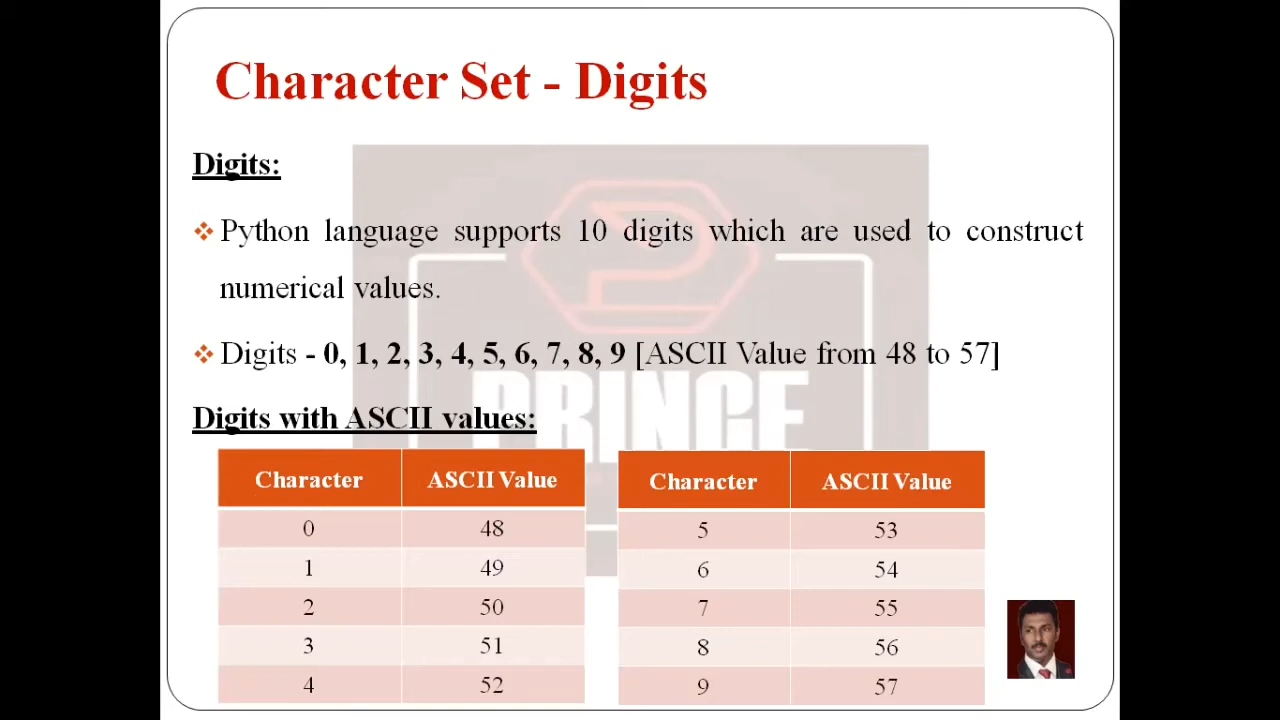 Character Set - Digits
Digits:
❖ Python language supports 10 digits which are used to construct
numerical values.
❖ Digits - 0, 1, 2, 3, 4, 5, 6, 7, 8, 9 [ASCII Value from 48 to 57]
PRINCE
Digits with ASCII values:
Character ASCII Value
0 48
1 49
2 50
3 51
4 52
Character ASCII Value
5 53
6 54
7 55
8 56
9 57